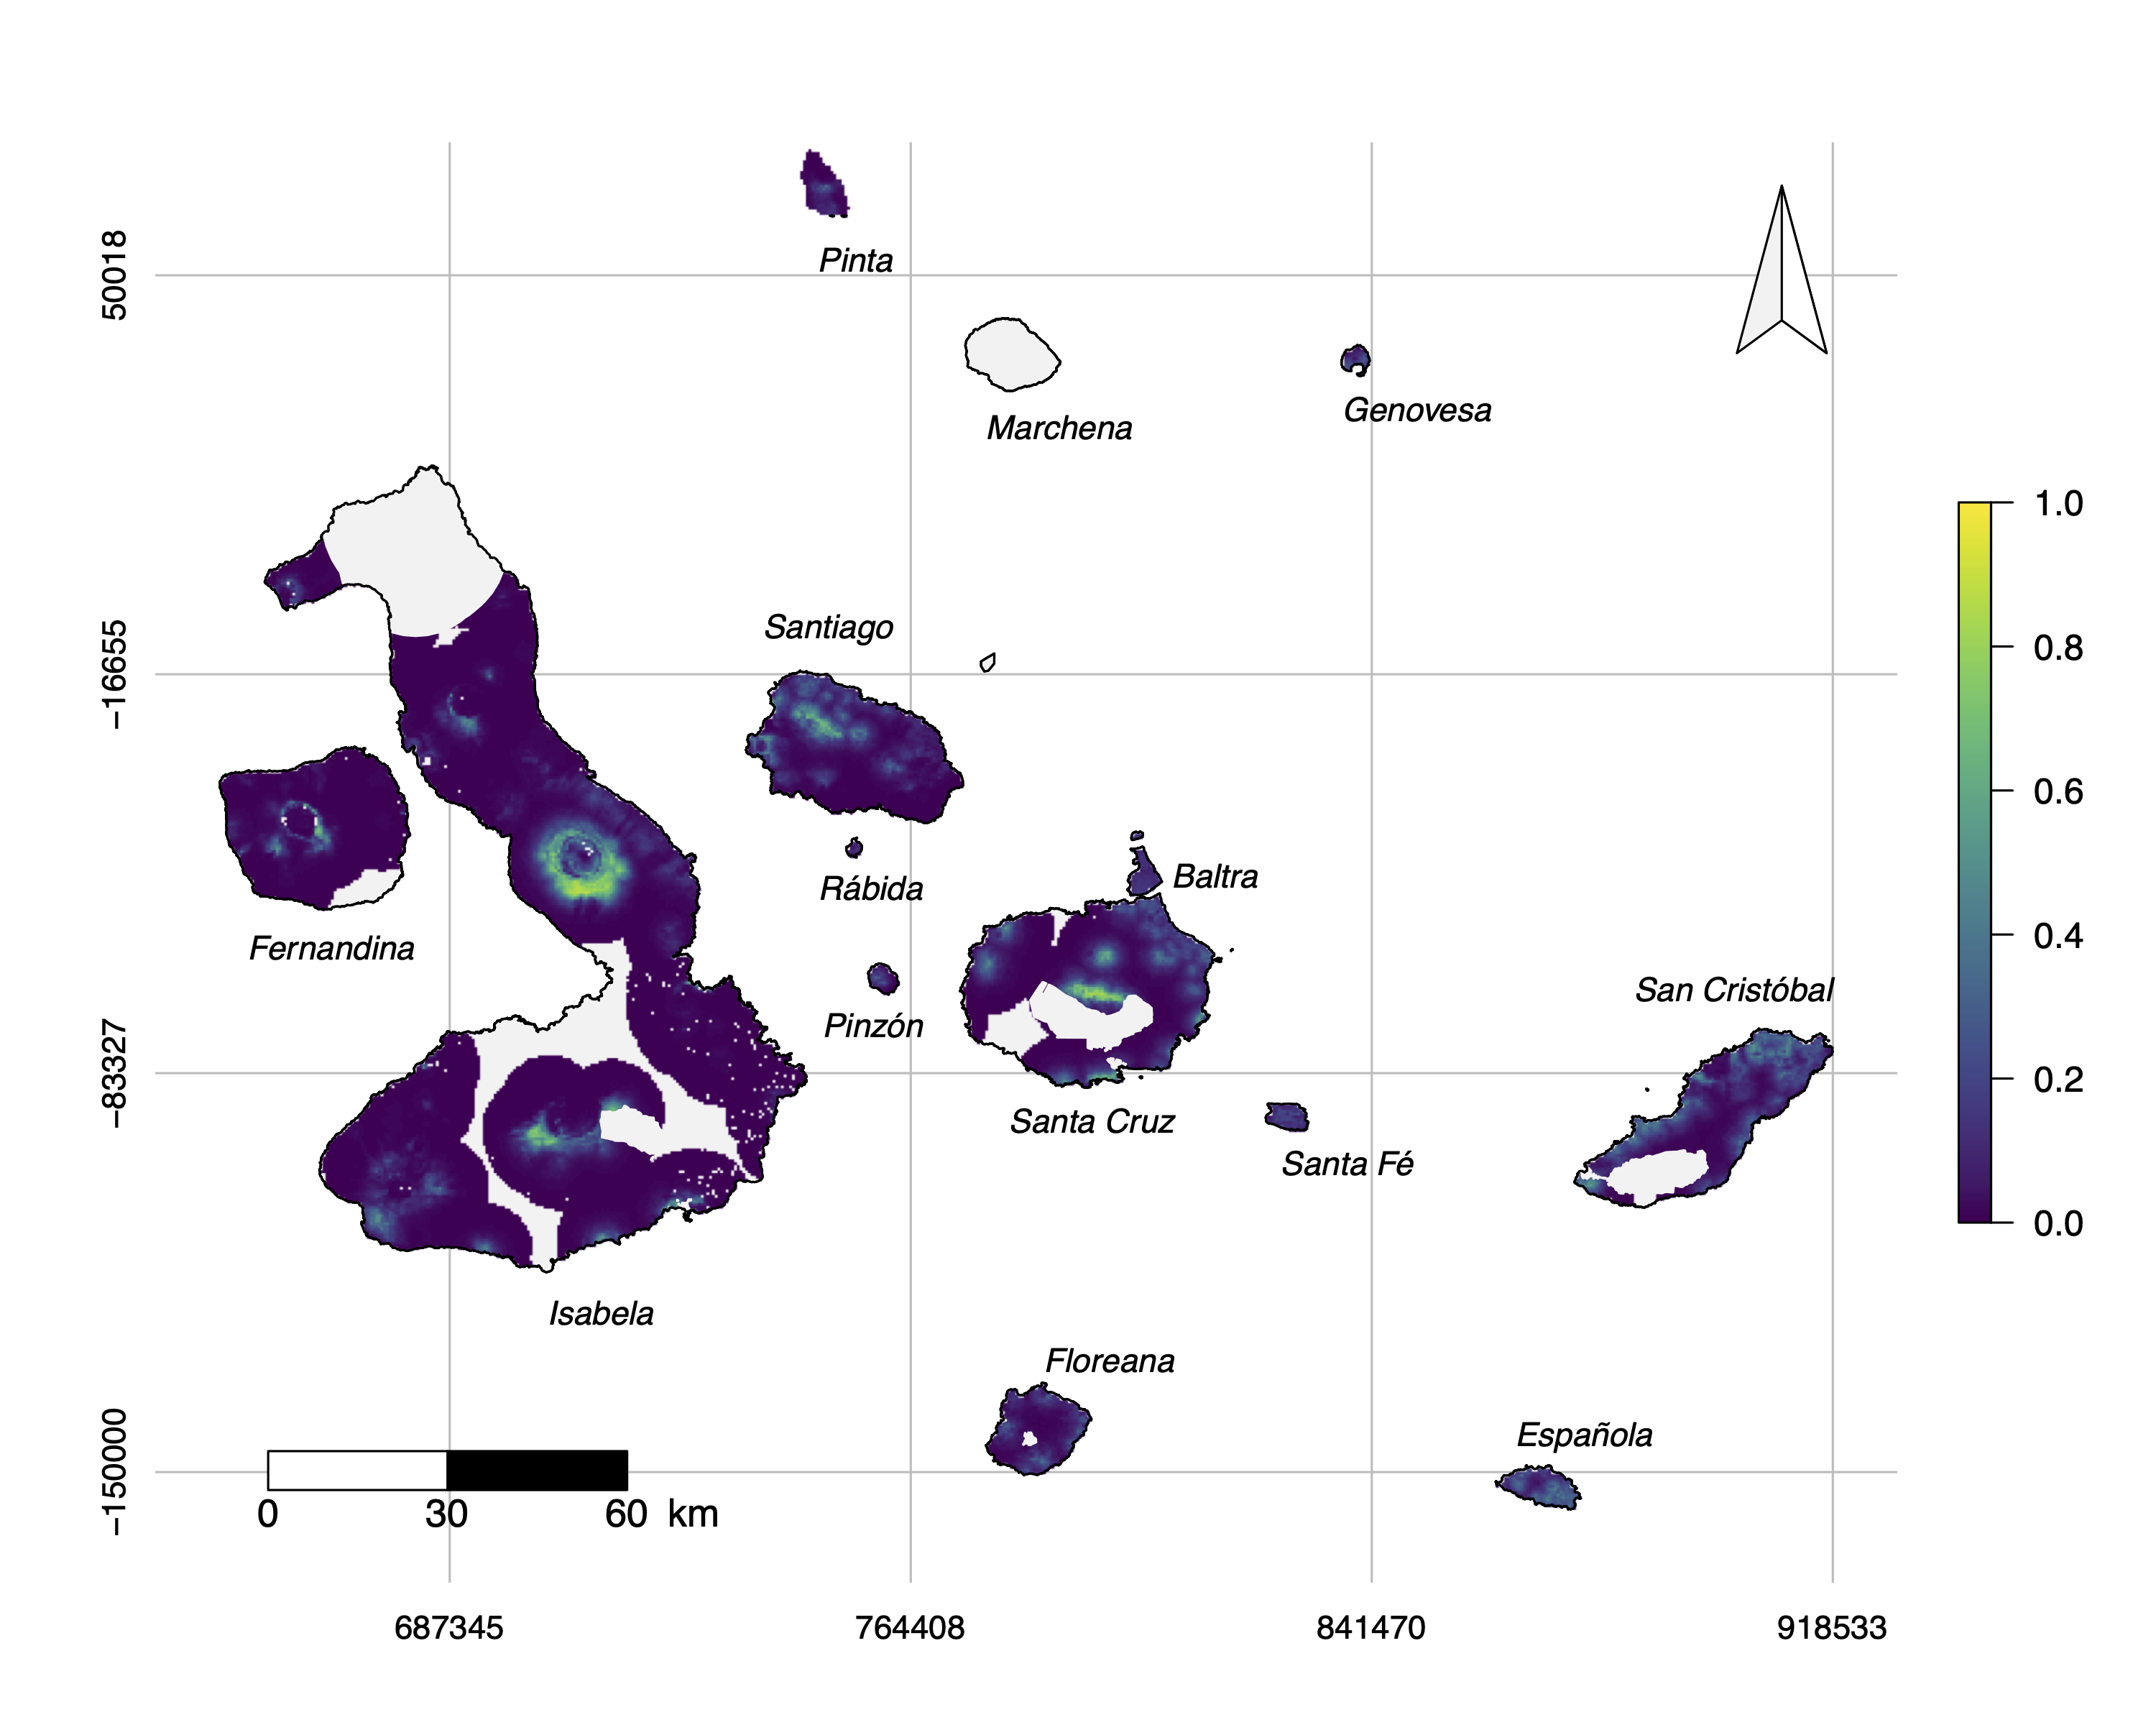 Pinta
50018
Marchena
Genovesa
1.0
Santiago
−16655
0.8
0.6
Rábida
Baltra
Fernandina
0.4
San Cristóbal
Pinzón
−83327
0.2
Santa Cruz
Santa Fé
0.0
Isabela
Floreana
Española
−150000
0 30 60 km
687345 764408 841470 918533